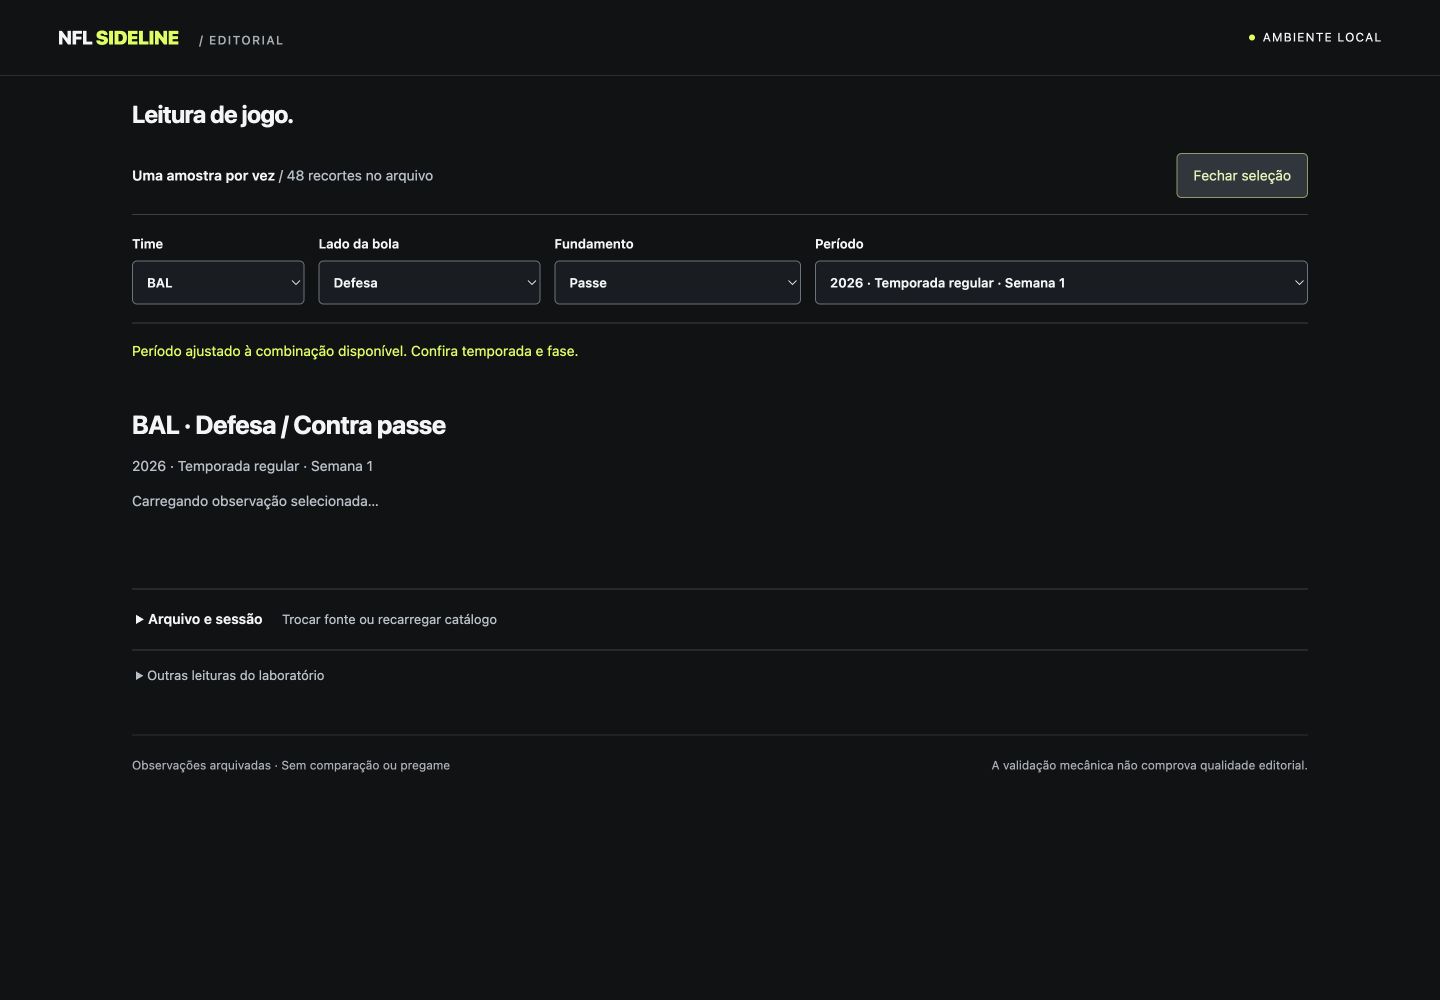 NFL SIDELINE / EDITORIAL
AMBIENTE LOCAL
Leitura de jogo.
Uma amostra por vez / 48 recortes no arquivo
Fechar seleção
Time
Lado da bola
Fundamento
Período
BAL
Defesa
Passe
2026 · Temporada regular · Semana 1
Período ajustado à combinação disponível. Confira temporada e fase.
BAL · Defesa / Contra passe
2026 · Temporada regular · Semana 1
Carregando observação selecionada...
Arquivo e sessão
Trocar fonte ou recarregar catálogo
Outras leituras do laboratório
Observações arquivadas · Sem comparação ou pregame
A validação mecânica não comprova qualidade editorial.